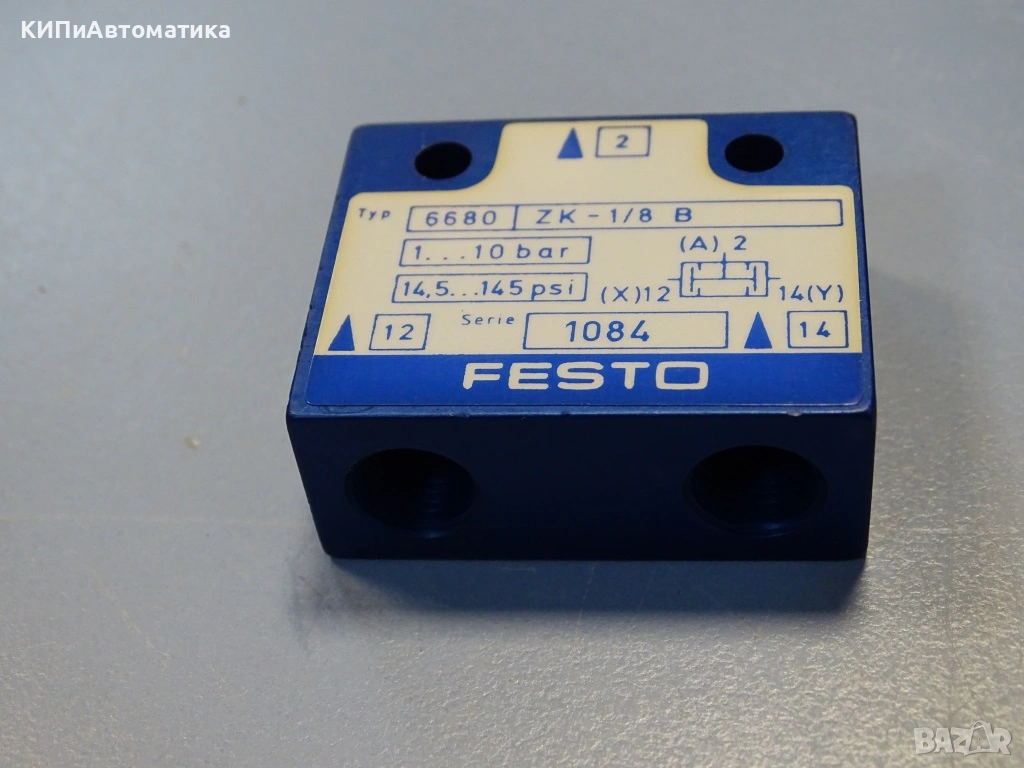 КИПиАвтоматика
2
Typ 6680 ZK - 1/8 B
1...10 bar
(A) 2
14,5...145 psi
(X)12
14(Y)
12
Serie 1084
14
FESTO
BAZAR